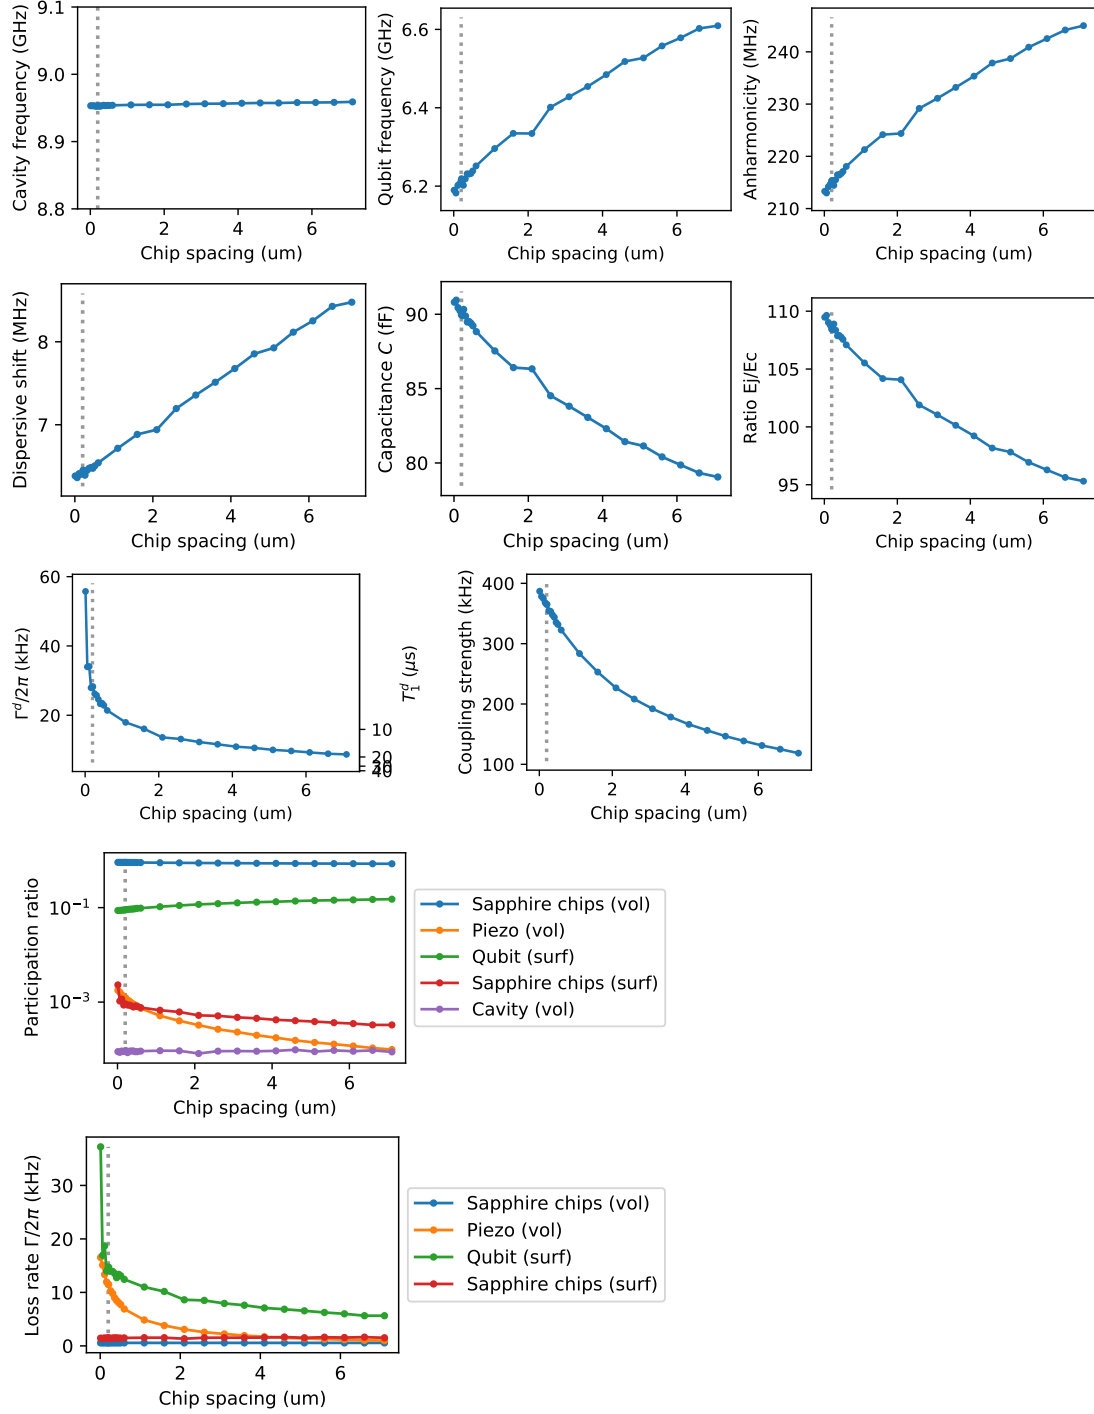 Cavity frequency (GHz)
9.1
9.0
8.9
8.8
0 2 4 6
Chip spacing (um)
Qubit frequency (GHz)
6.6
6.4
6.2
0 2 4 6
Chip spacing (um)
Anharmonicity (MHz)
240
230
220
210
0 2 4 6
Chip spacing (um)
Dispersive shift (MHz)
8
7
0 2 4 6
Chip spacing (um)
Capacitance C (fF)
90
85
80
0 2 4 6
Chip spacing (um)
Ratio Ej/Ec
110
105
100
95
0 2 4 6
Chip spacing (um)
Γᵈ/2π (kHz)
60
40
20
0 2 4 6
Chip spacing (um)
T₁ᵈ (μs)
10
20
30
40
Coupling strength (kHz)
400
300
200
100
0 2 4 6
Chip spacing (um)
Participation ratio
10⁻¹
10⁻³
0 2 4 6
Chip spacing (um)
Sapphire chips (vol)
Piezo (vol)
Qubit (surf)
Sapphire chips (surf)
Cavity (vol)
Loss rate Γ/2π (kHz)
30
20
10
0
0 2 4 6
Chip spacing (um)
Sapphire chips (vol)
Piezo (vol)
Qubit (surf)
Sapphire chips (surf)